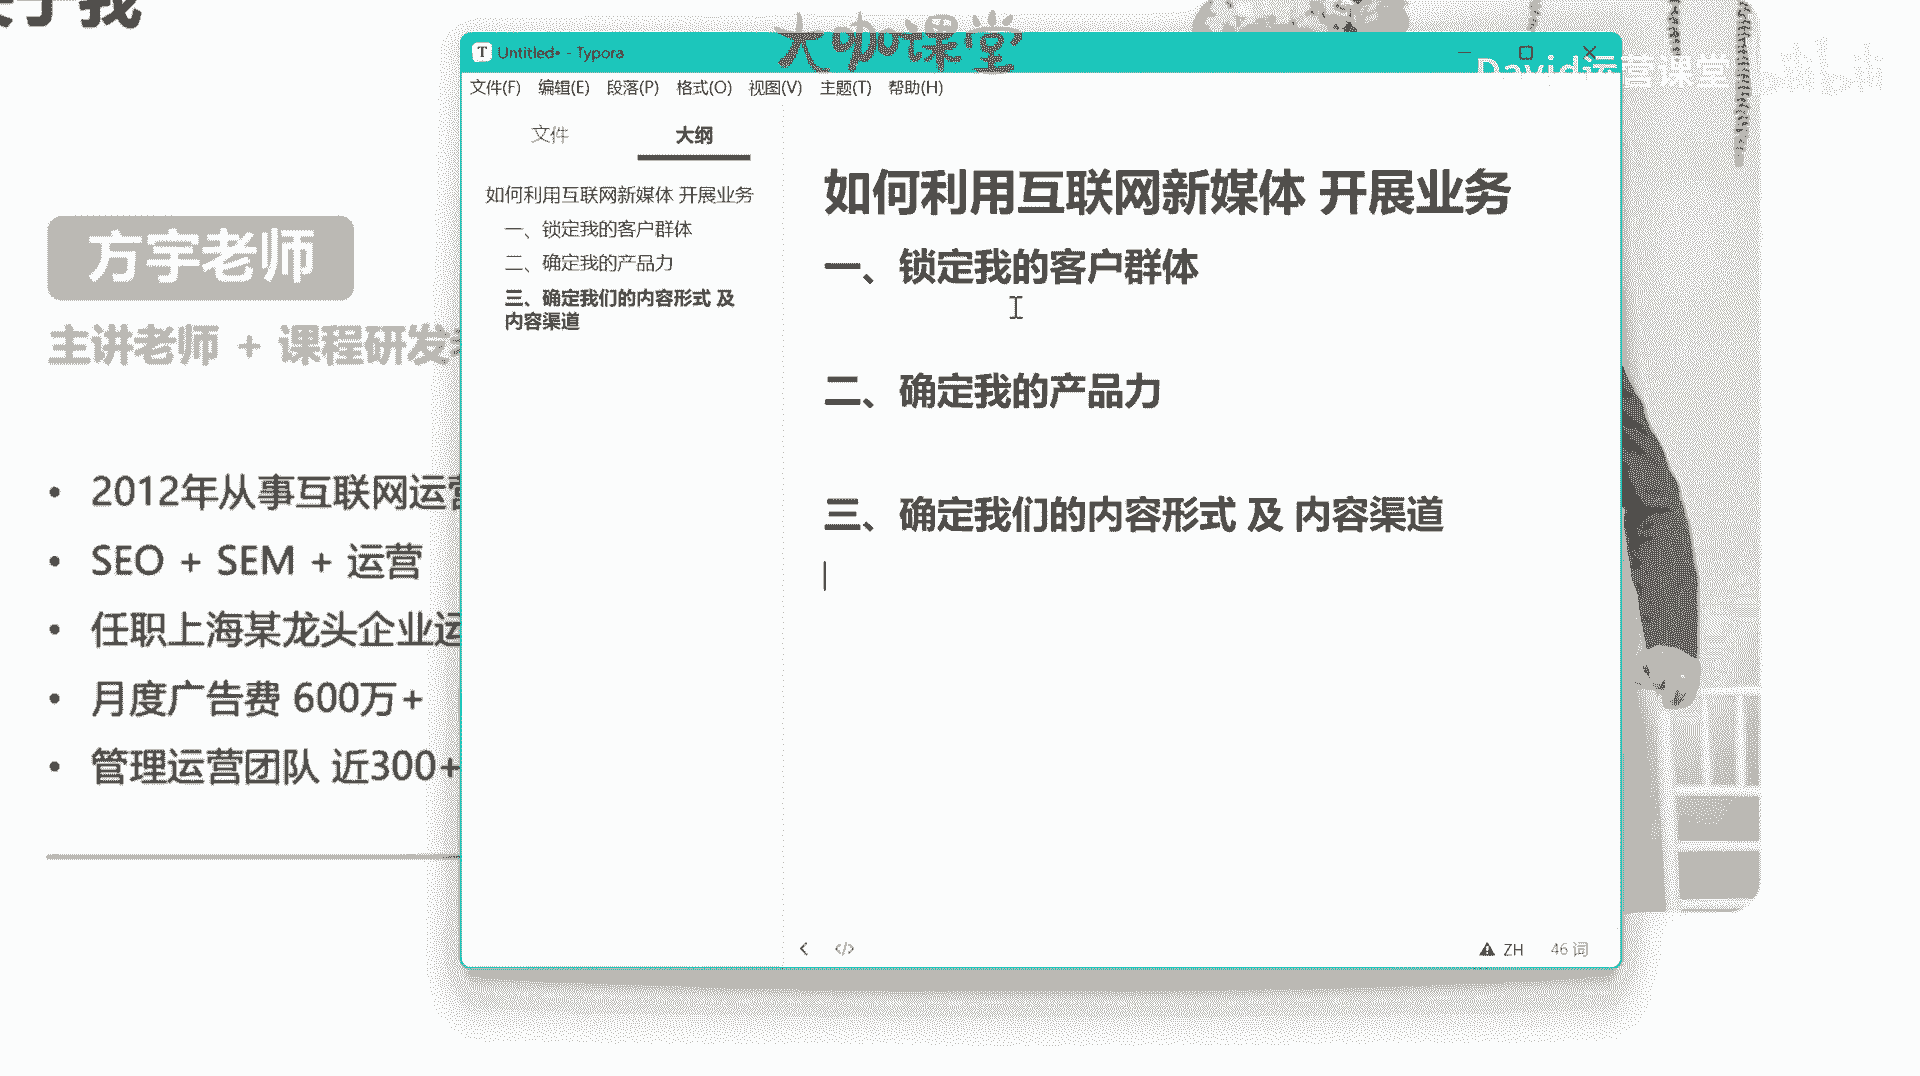 大咖课堂
David运营课堂
bilibili
Untitled• - Typora
文件(F) 编辑(E) 段落(P) 格式(O) 视图(V) 主题(T) 帮助(H)
文件 大纲
如何利用互联网新媒体 开展业务
一、锁定我的客户群体
二、确定我的产品力
三、确定我们的内容形式 及
内容渠道
如何利用互联网新媒体 开展业务
一、锁定我的客户群体
二、确定我的产品力
三、确定我们的内容形式 及 内容渠道
ZH 46 词
方宇老师
主讲老师 + 课程研发
• 2012年从事互联网运营
• SEO + SEM + 运营
• 任职上海某龙头企业运
• 月度广告费 600万+
• 管理运营团队 近300+